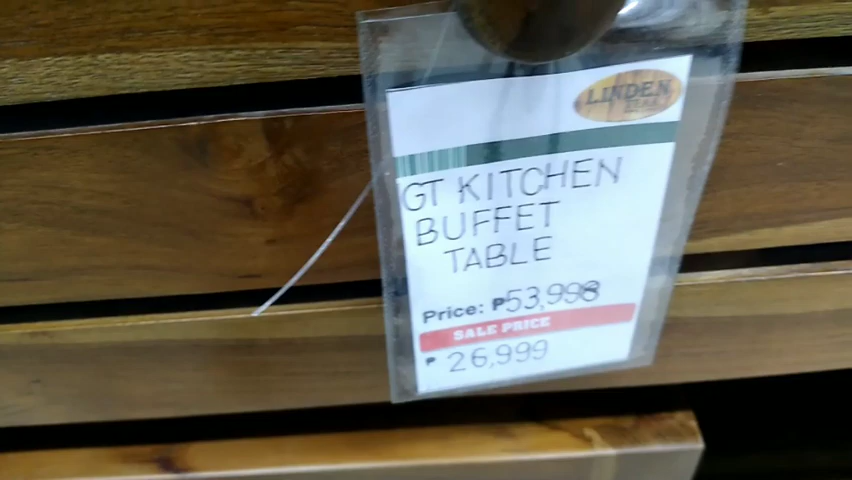 LINDEN
GT KITCHEN
BUFFET
TABLE
Price: ₱53,998
SALE PRICE
₱ 26,999